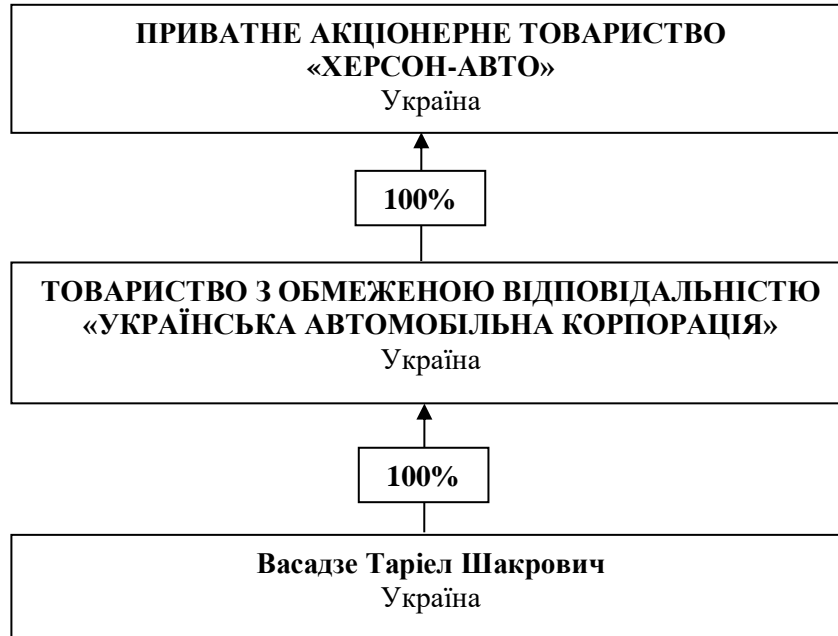 ПРИВАТНЕ АКЦІОНЕРНЕ ТОВАРИСТВО
«ХЕРСОН-АВТО»
Україна
100%
ТОВАРИСТВО З ОБМЕЖЕНОЮ ВІДПОВІДАЛЬНІСТЮ
«УКРАЇНСЬКА АВТОМОБІЛЬНА КОРПОРАЦІЯ»
Україна
100%
Васадзе Таріел Шакрович
Україна